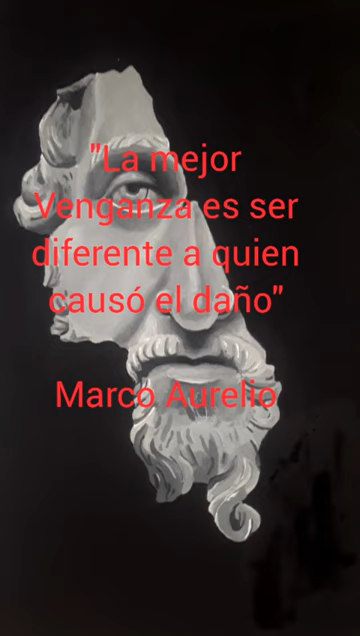 "La mejor
Venganza es ser
diferente a quien
causó el daño"
Marco Aurelio